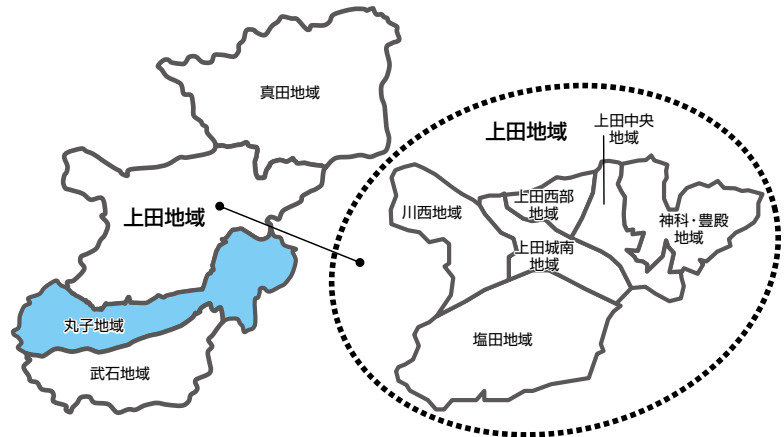 真田地域
上田地域
丸子地域
武石地域
上田地域
上田中央
地域
川西地域
上田西部
地域
神科・豊殿
地域
上田城南
地域
塩田地域